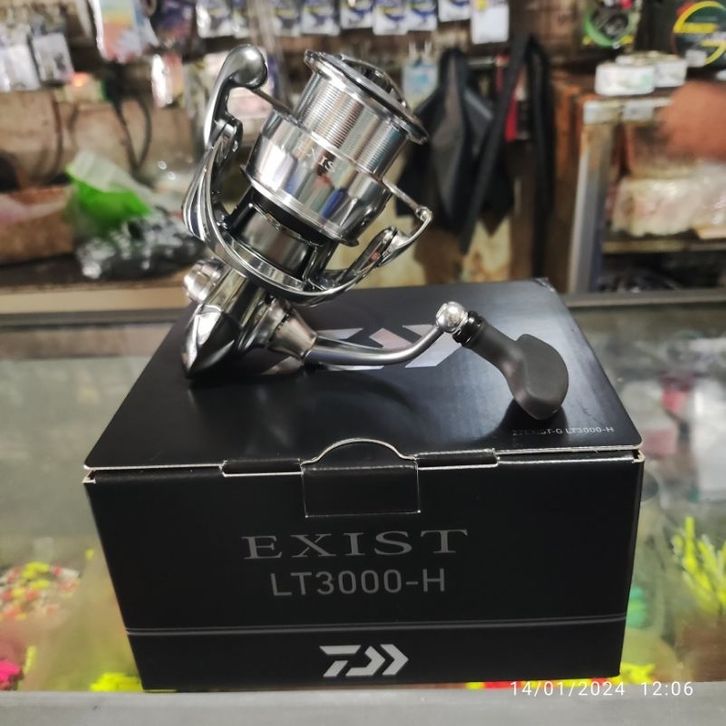 22EXIST-G LT3000-H
EXIST
LT3000-H
14/01/2024 12:06